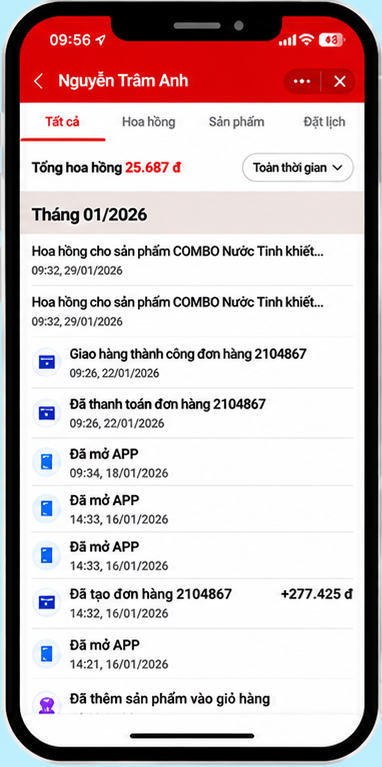 09:56
68
Nguyễn Trâm Anh
Tất cả
Hoa hồng
Sản phẩm
Đặt lịch
Tổng hoa hồng 25.687 đ
Toàn thời gian
Tháng 01/2026
Hoa hồng cho sản phẩm COMBO Nước Tinh khiết...
09:32, 29/01/2026
Hoa hồng cho sản phẩm COMBO Nước Tinh khiết...
09:32, 29/01/2026
Giao hàng thành công đơn hàng 2104867
09:26, 22/01/2026
Đã thanh toán đơn hàng 2104867
09:26, 22/01/2026
Đã mở APP
09:34, 18/01/2026
Đã mở APP
14:33, 16/01/2026
Đã mở APP
14:33, 16/01/2026
Đã tạo đơn hàng 2104867 +277.425 đ
14:32, 16/01/2026
Đã mở APP
14:21, 16/01/2026
Đã thêm sản phẩm vào giỏ hàng